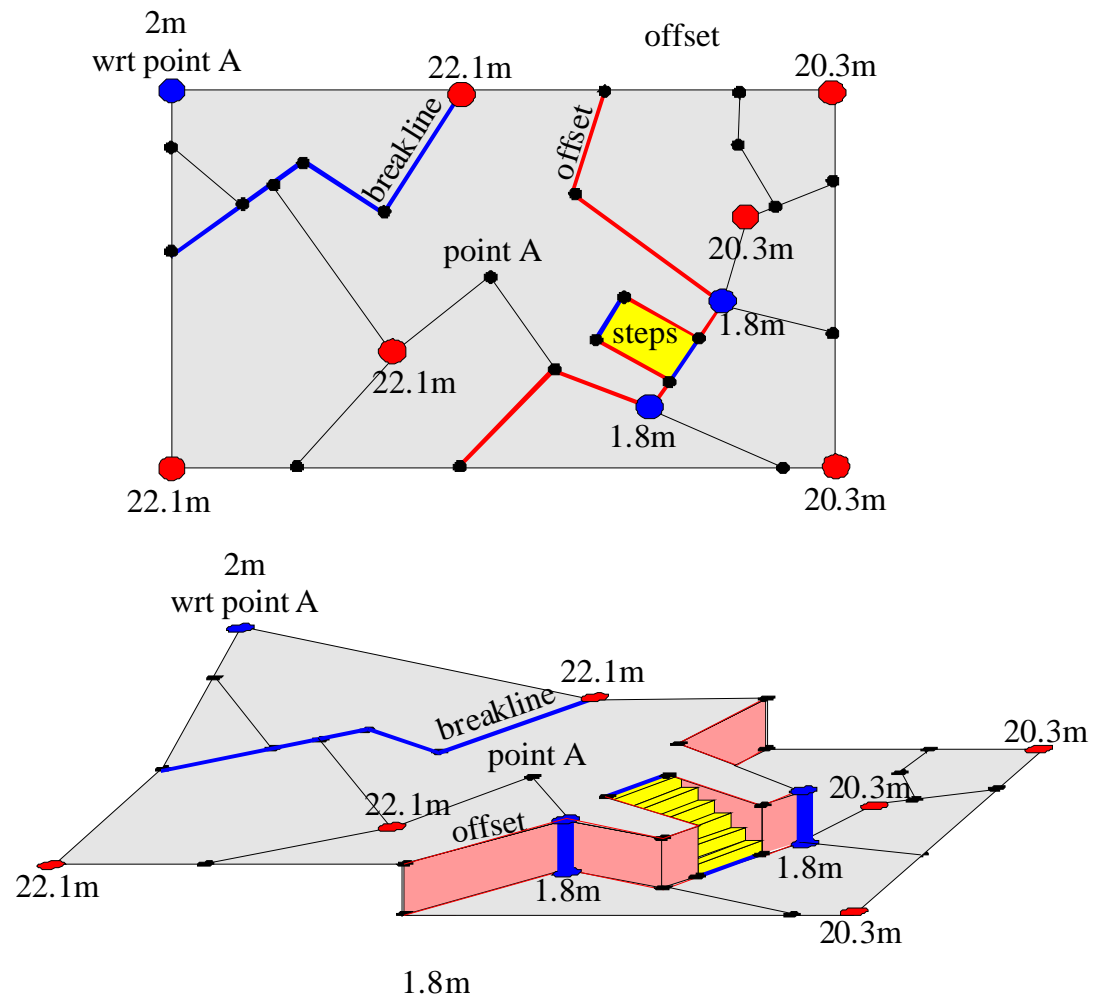 2m
wrt point A
22.1m
offset
20.3m
breakline
offset
20.3m
point A
steps
1.8m
22.1m
1.8m
22.1m
20.3m
2m
wrt point A
22.1m
breakline
20.3m
point A
20.3m
22.1m
offset
1.8m
1.8m
22.1m
20.3m
1.8m